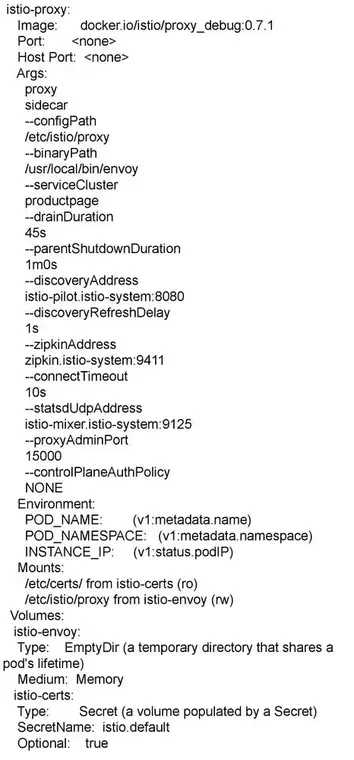 istio-proxy:
Image: docker.io/istio/proxy_debug:0.7.1
Port: <none>
Host Port: <none>
Args:
proxy
sidecar
--configPath
/etc/istio/proxy
--binaryPath
/usr/local/bin/envoy
--serviceCluster
productpage
--drainDuration
45s
--parentShutdownDuration
1m0s
--discoveryAddress
istio-pilot.istio-system:8080
--discoveryRefreshDelay
1s
--zipkinAddress
zipkin.istio-system:9411
--connectTimeout
10s
--statsdUdpAddress
istio-mixer.istio-system:9125
--proxyAdminPort
15000
--controlPlaneAuthPolicy
NONE
Environment:
POD_NAME: (v1:metadata.name)
POD_NAMESPACE: (v1:metadata.namespace)
INSTANCE_IP: (v1:status.podIP)
Mounts:
/etc/certs/ from istio-certs (ro)
/etc/istio/proxy from istio-envoy (rw)
Volumes:
istio-envoy:
Type: EmptyDir (a temporary directory that shares a
pod's lifetime)
Medium: Memory
istio-certs:
Type: Secret (a volume populated by a Secret)
SecretName: istio.default
Optional: true